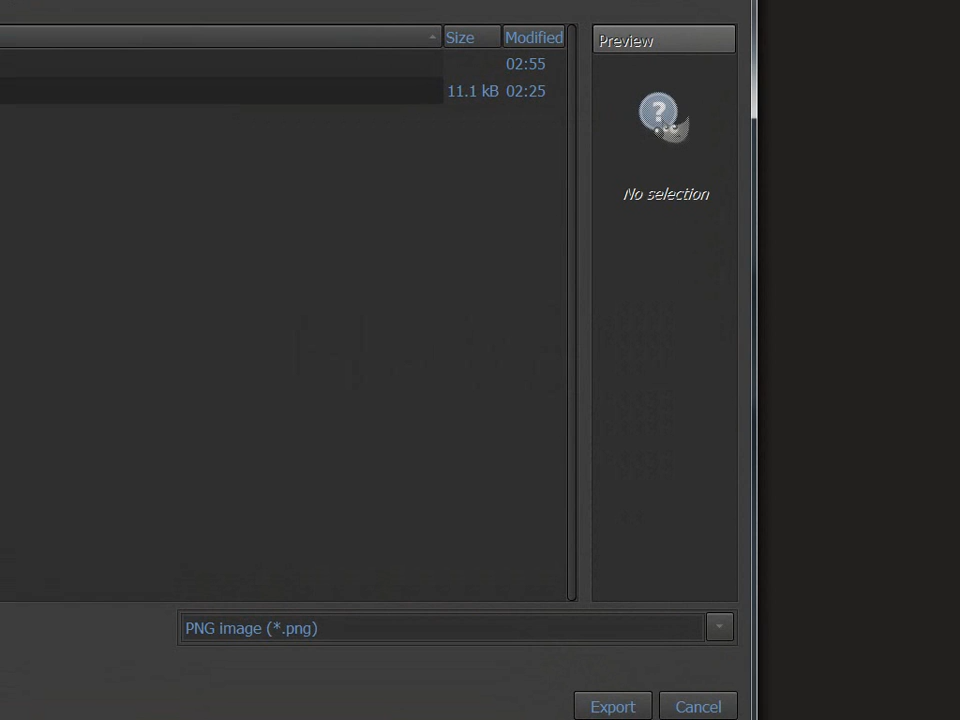 Size Modified Preview
02:55
11.1 kB 02:25
?
No selection
PNG image (*.png)
Export Cancel